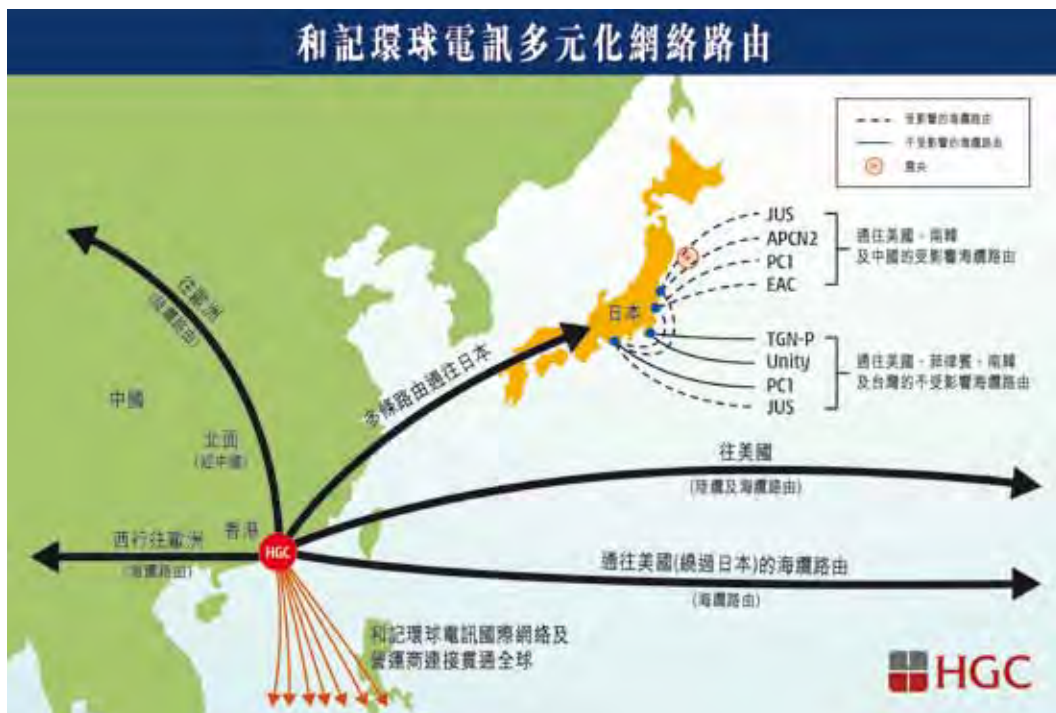 和記環球電訊多元化網絡路由
受影響的海纜路由
不受影響的海纜路由
震央
JUS
APCN2
PC1
EAC
通往美國、南韓
及中國的受影響海纜路由
日本
TGN-P
Unity
PC1
JUS
通往美國、菲律賓、南韓
及台灣的不受影響海纜路由
往歐洲
(陸纜路由)
多條路由通往日本
中國
北面
(經中國)
往美國
(陸纜及海纜路由)
香港
HGC
西行往歐洲
(海纜路由)
通往美國(繞過日本)的海纜路由
(海纜路由)
和記環球電訊國際網絡及
營運商連接貫通全球
HGC